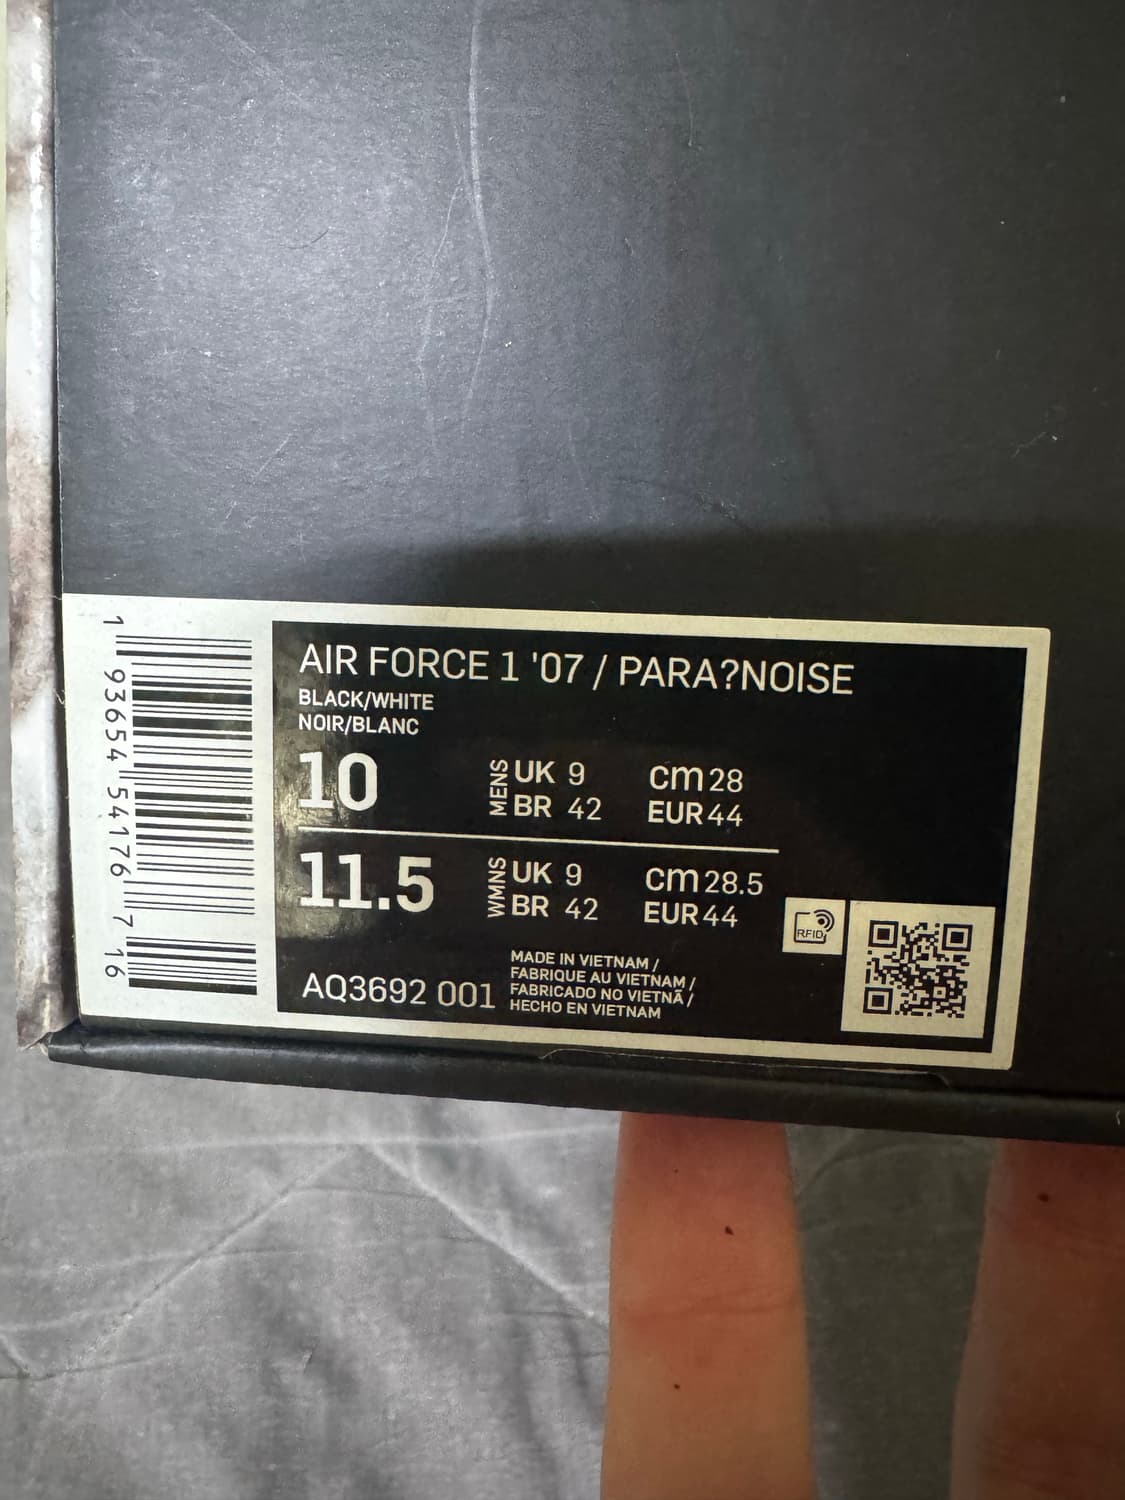 AIR FORCE 1 '07 / PARA?NOISE
BLACK/WHITE
NOIR/BLANC
10 MENS UK 9 cm 28
BR 42 EUR 44
11.5 WMNS UK 9 cm 28.5
BR 42 EUR 44
AQ3692 001
MADE IN VIETNAM /
FABRIQUE AU VIETNAM /
FABRICADO NO VIETNÃ /
HECHO EN VIETNAM
RFID
1 93654 54176 7 16